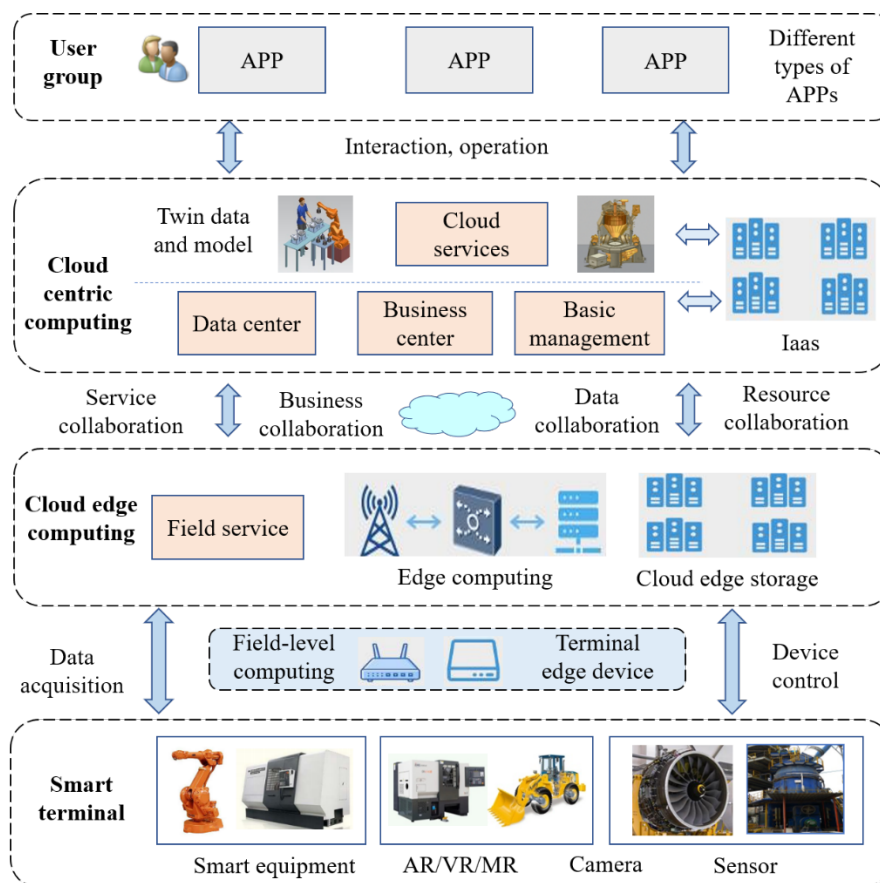 User
group
APP
APP
APP
Different
types of
APPs
Interaction, operation
Cloud
centric
computing
Twin data
and model
Cloud
services
Data center
Business
center
Basic
management
Iaas
Service
collaboration
Business
collaboration
Data
collaboration
Resource
collaboration
Cloud edge
computing
Field service
Edge computing
Cloud edge storage
Data
acquisition
Field-level
computing
Terminal
edge device
Device
control
Smart
terminal
Smart equipment
AR/VR/MR
Camera
Sensor